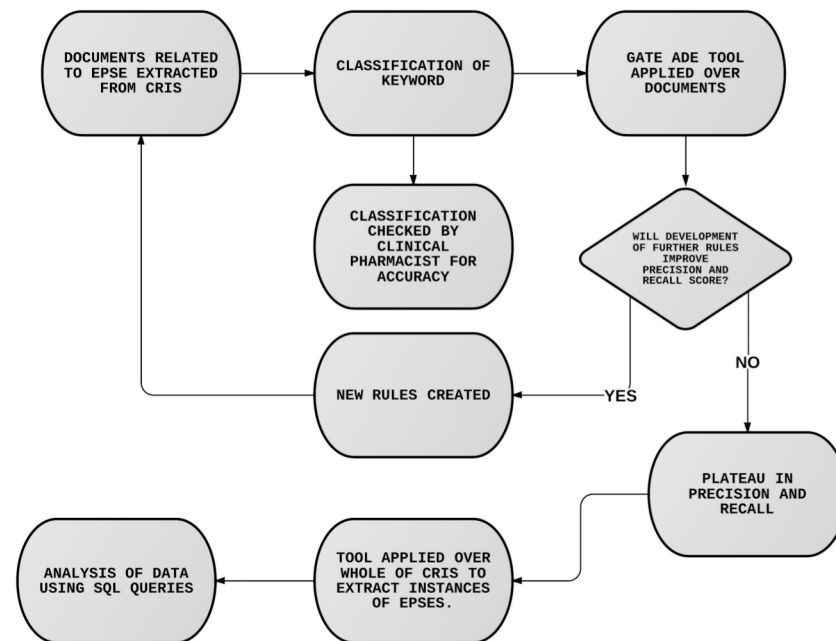 DOCUMENTS RELATED
TO EPSE EXTRACTED
FROM CRIS
CLASSIFICATION OF
KEYWORD
GATE ADE TOOL
APPLIED OVER
DOCUMENTS
CLASSIFICATION
CHECKED BY
CLINICAL
PHARMACIST FOR
ACCURACY
WILL DEVELOPMENT
OF FURTHER RULES
IMPROVE
PRECISION AND
RECALL SCORE?
NO
YES
NEW RULES CREATED
PLATEAU IN
PRECISION AND
RECALL
TOOL APPLIED OVER
WHOLE OF CRIS TO
EXTRACT INSTANCES
OF EPSES.
ANALYSIS OF DATA
USING SQL QUERIES